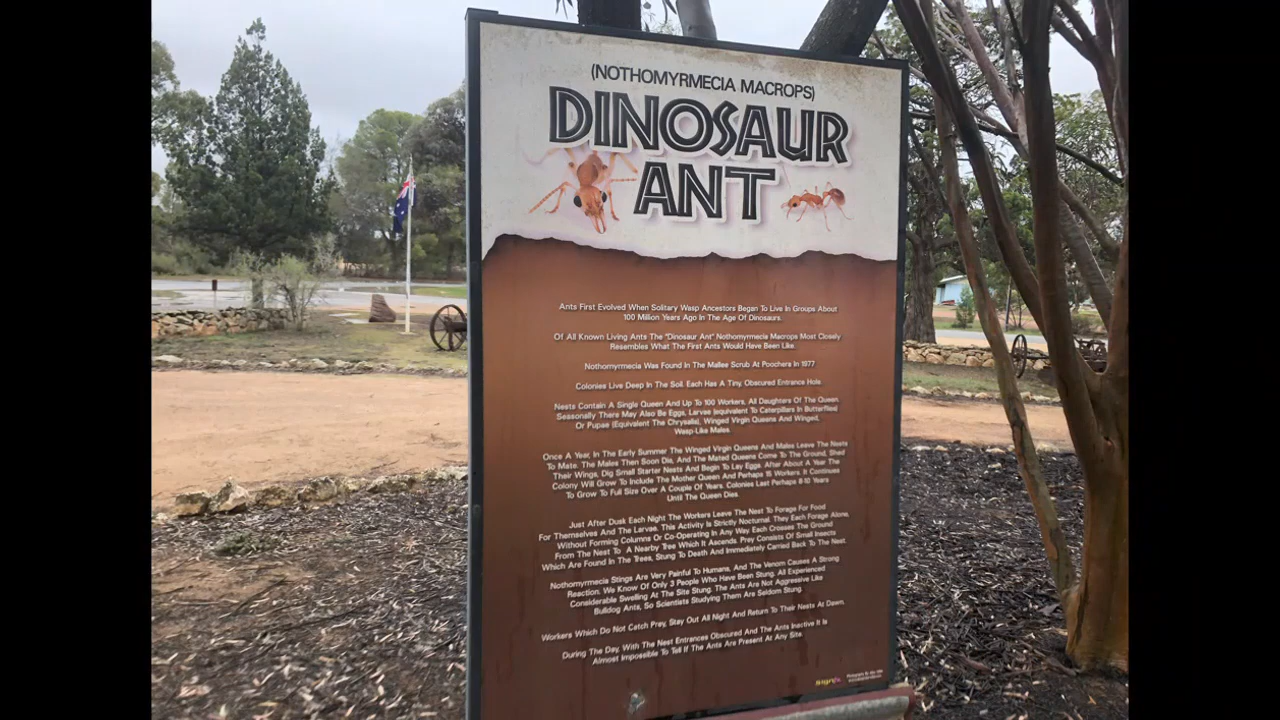 (NOTHOMYRMECIA MACROPS)
DINOSAUR
ANT
Ants First Evolved When Solitary Wasp Ancestors Began To Live In Groups About
100 Million Years Ago In The Age Of Dinosaurs.
Of All Known Living Ants The "Dinosaur Ant" Nothomyrmecia Macrops Most Closely
Resembles What The First Ants Would Have Been Like.
Nothomyrmecia Was Found In The Mallee Scrub At Poochera In 1977
Colonies Live Deep In The Soil. Each Has A Tiny, Obscured Entrance Hole.
Nests Contain A Single Queen And Up To 100 Workers, All Daughters Of The Queen.
Seasonally There May Also Be Eggs, Larvae (equivalent To Caterpillars In Butterflies)
Or Pupae (Equivalent The Chrysalis), Winged Virgin Queens And Winged,
Wasp-Like Males.
Once A Year, In The Early Summer The Winged Virgin Queens And Males Leave The Nests
To Mate. The Males Then Soon Die, And The Mated Queens Come To The Ground, Shed
Their Wings, Dig Small Starter Nests And Begin To Lay Eggs. After About A Year The
Colony Will Grow To Include The Mother Queen And Perhaps 15 Workers. It Continues
To Grow To Full Size Over A Couple Of Years. Colonies Last Perhaps 8-10 Years
Until The Queen Dies.
Just After Dusk Each Night The Workers Leave The Nest To Forage For Food
For Themselves And The Larvae. This Activity Is Strictly Nocturnal. They Each Forage Alone,
Without Forming Columns Or Co-Operating In Any Way. Each Crosses The Ground
From The Nest To A Nearby Tree Which It Ascends. Prey Consists Of Small Insects
Which Are Found In The Trees, Stung To Death And Immediately Carried Back To The Nest.
Nothomyrmecia Stings Are Very Painful To Humans, And The Venom Causes A Strong
Reaction. We Know Of Only 3 People Who Have Been Stung. All Experienced
Considerable Swelling At The Site Stung. The Ants Are Not Aggressive Like
Bulldog Ants, So Scientists Studying Them Are Seldom Stung.
Workers Which Do Not Catch Prey, Stay Out All Night And Return To Their Nests At Dawn.
During The Day, With The Nest Entrances Obscured And The Ants Inactive It Is
Almost Impossible To Tell If The Ants Are Present At Any Site.